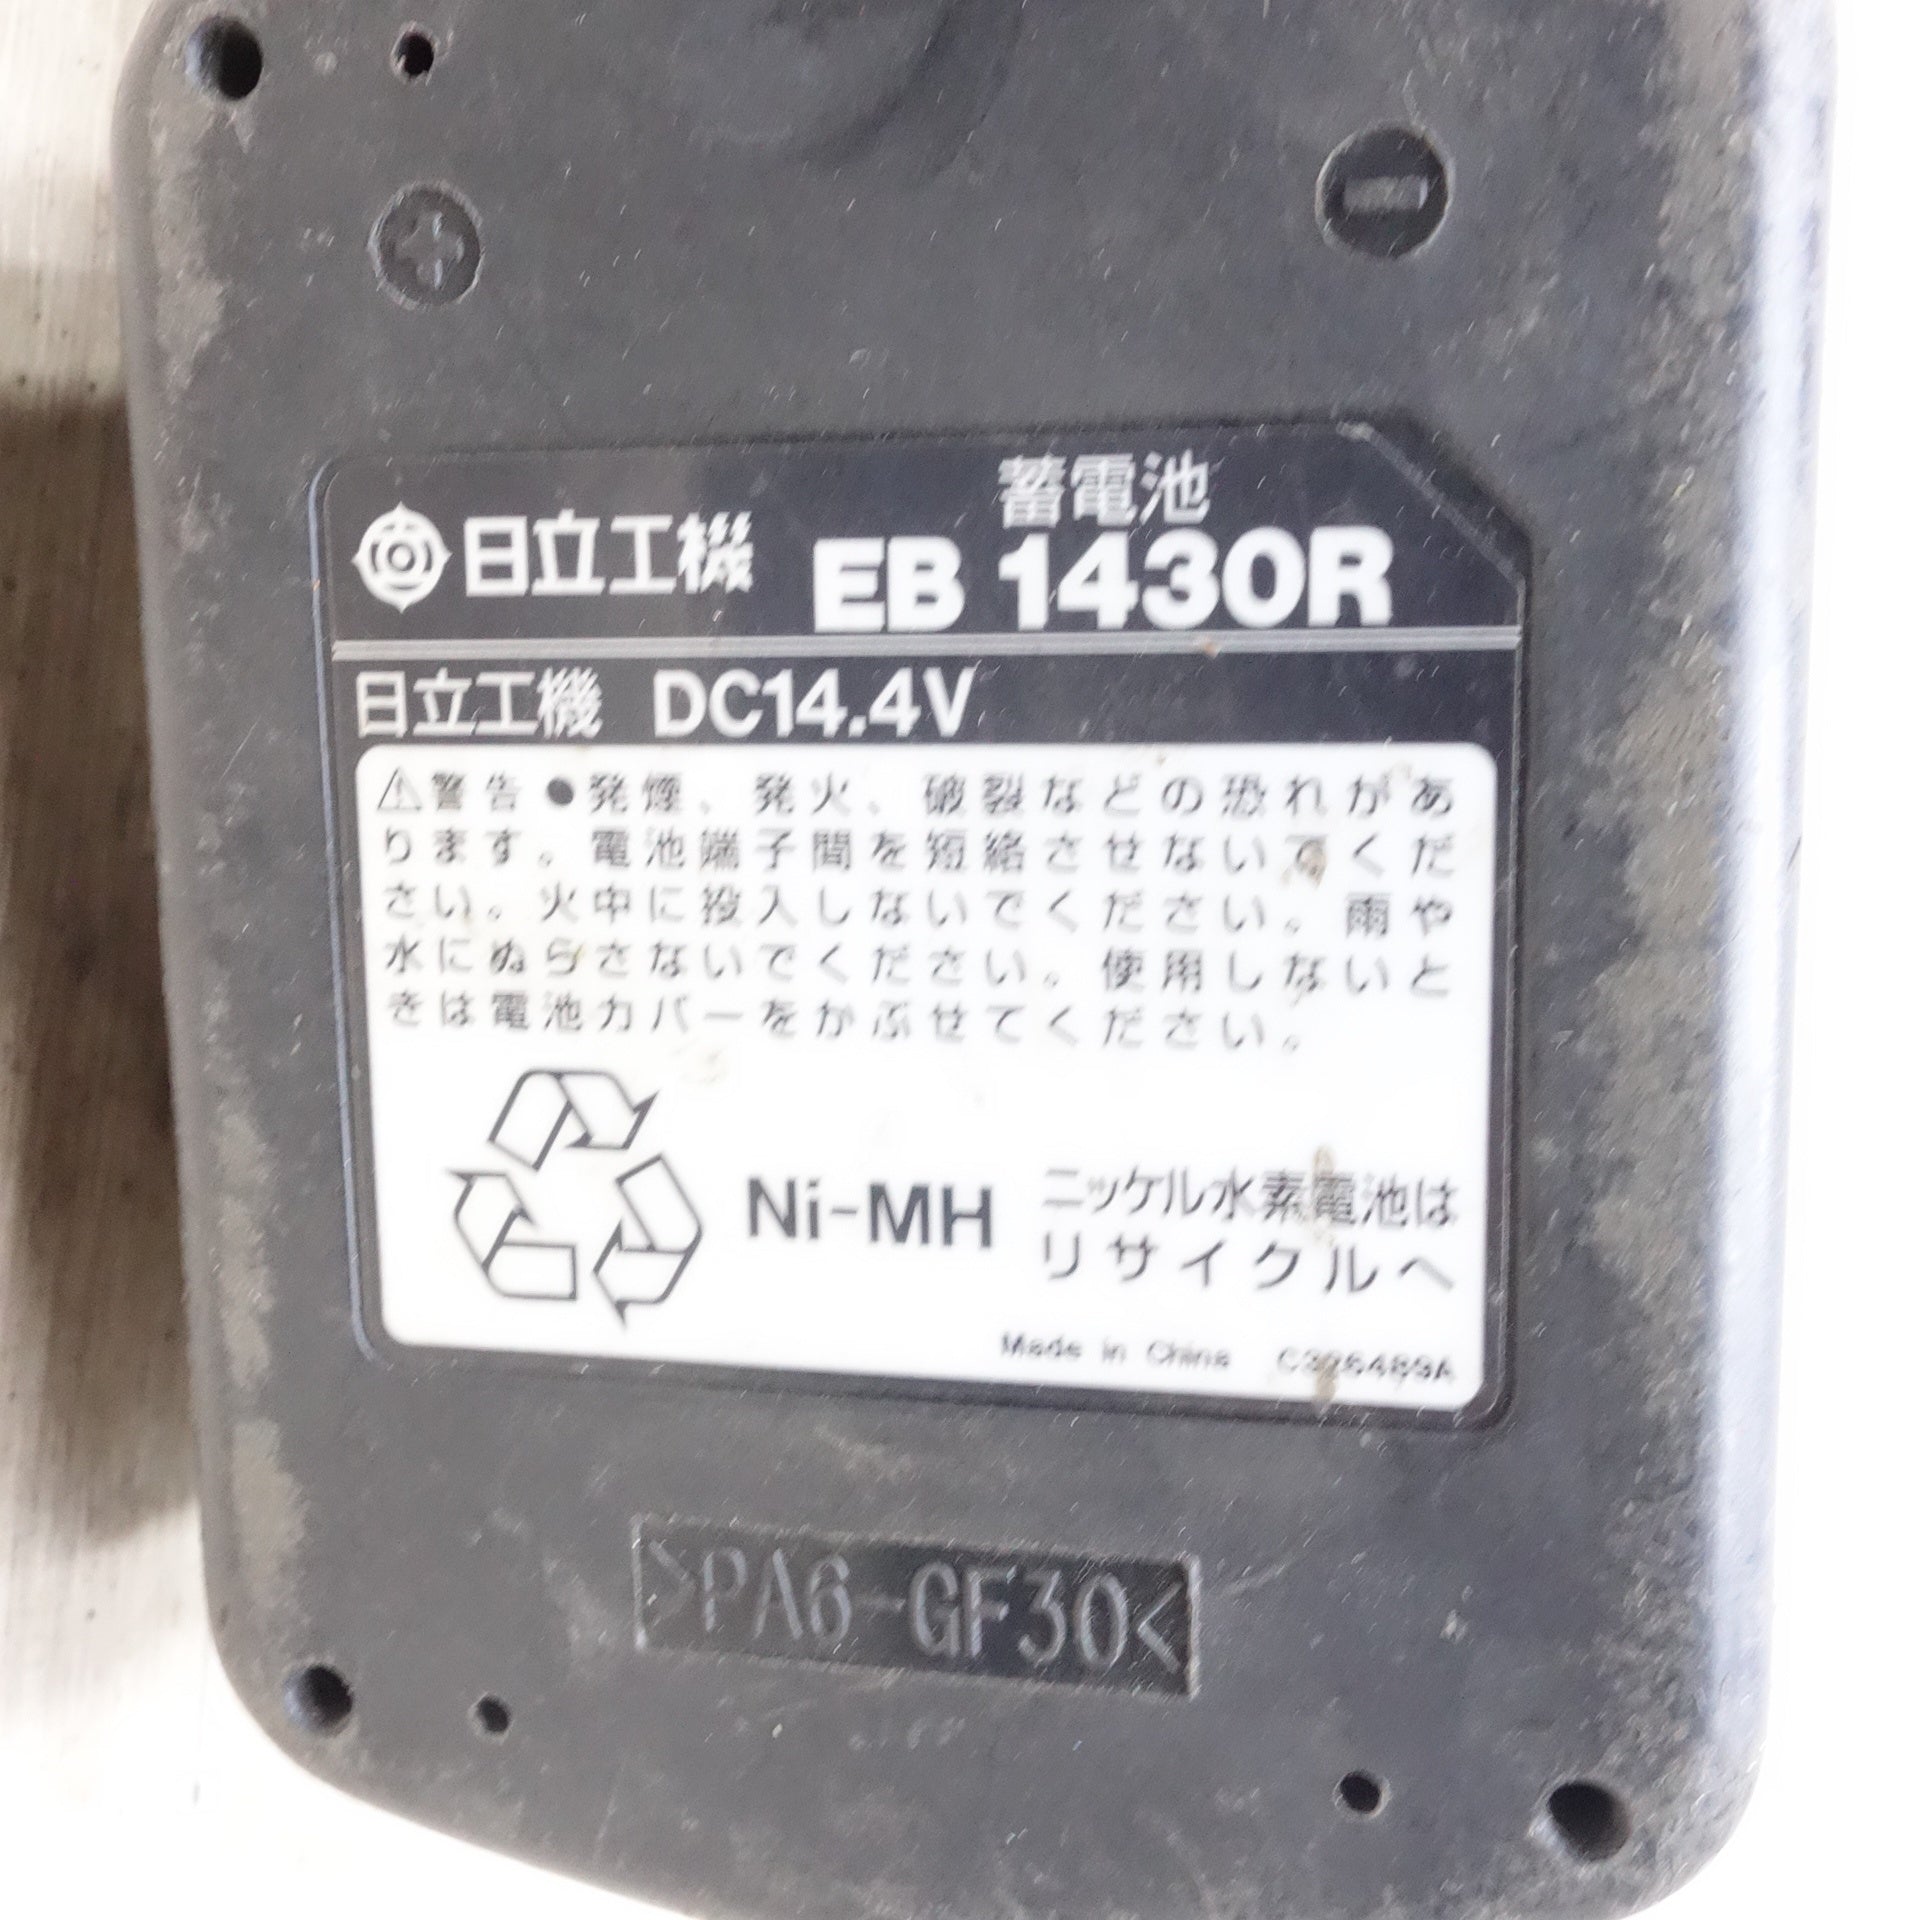 蓄電池
日立工機 EB 1430R
日立工機 DC14.4V
⚠警告 ●発煙、発火、破裂などの恐れがあ
ります。電池端子間を短絡させないでくだ
さい。火中に投入しないでください。雨や
水にぬらさないでください。使用しないと
きは電池カバーをかぶせてください。
Ni-MH ニッケル水素電池は
リサイクルへ
Made in China
>PA6-GF30<